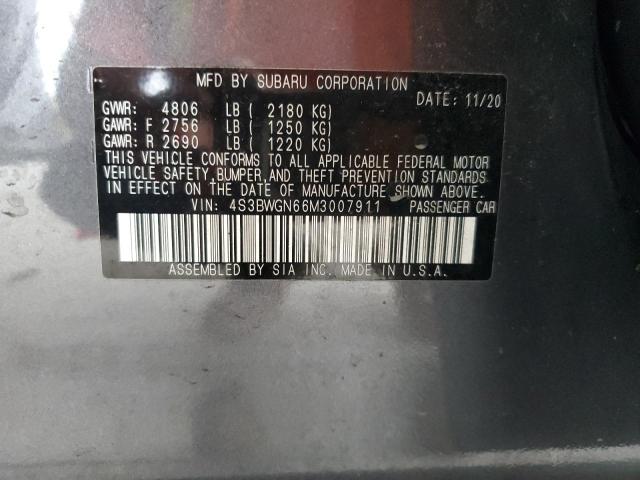 MFD BY SUBARU CORPORATION
DATE: 11/20
GVWR: 4806 LB ( 2180 KG)
GAWR: F 2756 LB ( 1250 KG)
GAWR: R 2690 LB ( 1220 KG)
THIS VEHICLE CONFORMS TO ALL APPLICABLE FEDERAL MOTOR
VEHICLE SAFETY, BUMPER, AND THEFT PREVENTION STANDARDS
IN EFFECT ON THE DATE OF MANUFACTURE SHOWN ABOVE.
VIN: 4S3BWGN66M3007911 PASSENGER CAR
ASSEMBLED BY SIA INC. MADE IN U.S.A.